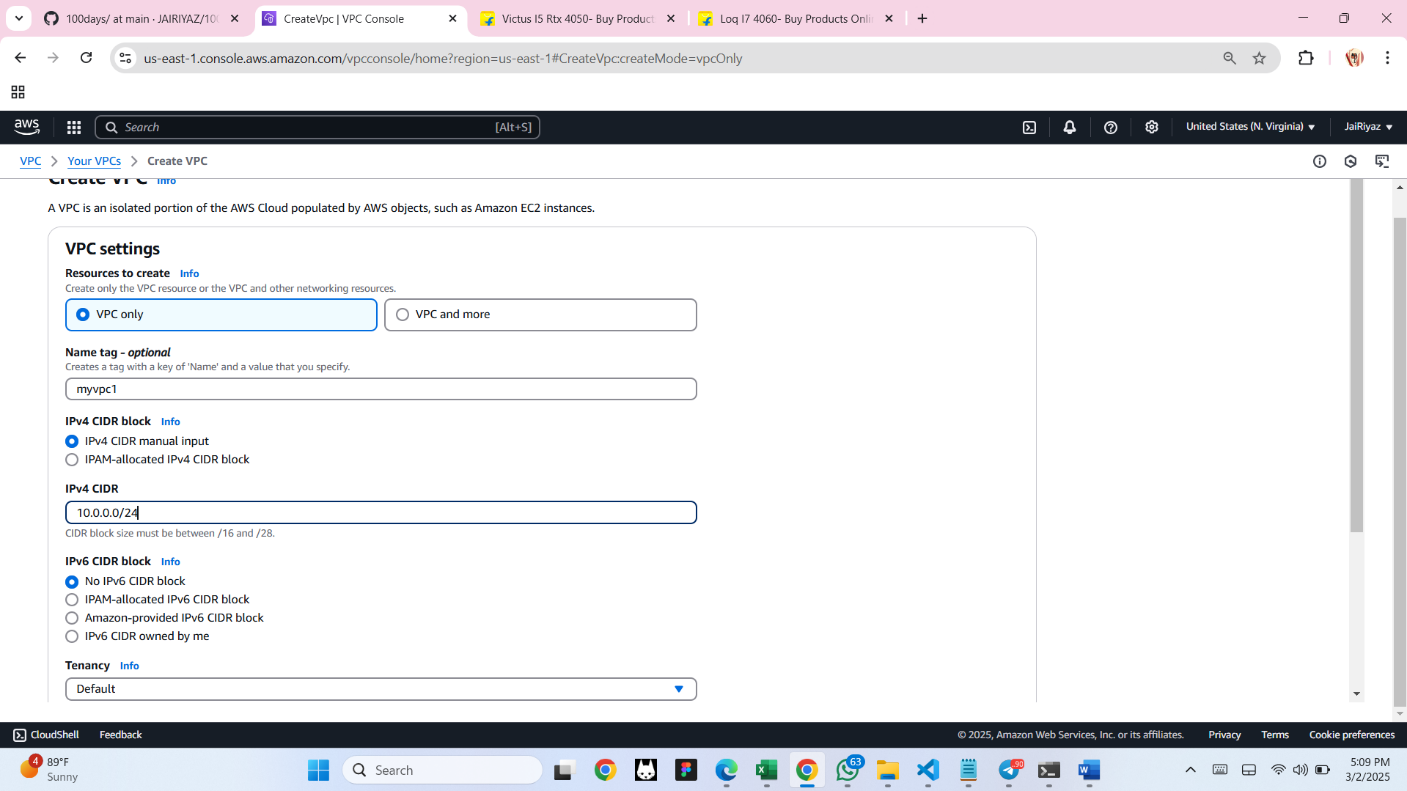 100days/ at main · JAIRIYAZ/100
CreateVpc | VPC Console
Victus I5 Rtx 4050- Buy Product
Loq I7 4060- Buy Products Onli
us-east-1.console.aws.amazon.com/vpcconsole/home?region=us-east-1#CreateVpc:createMode=vpcOnly
aws
Search [Alt+S]
United States (N. Virginia)
JaiRiyaz
VPC
Your VPCs
Create VPC
Create VPC Info
A VPC is an isolated portion of the AWS Cloud populated by AWS objects, such as Amazon EC2 instances.
VPC settings
Resources to create Info
Create only the VPC resource or the VPC and other networking resources.
VPC only
VPC and more
Name tag - optional
Creates a tag with a key of 'Name' and a value that you specify.
myvpc1
IPv4 CIDR block Info
IPv4 CIDR manual input
IPAM-allocated IPv4 CIDR block
IPv4 CIDR
10.0.0.0/24
CIDR block size must be between /16 and /28.
IPv6 CIDR block Info
No IPv6 CIDR block
IPAM-allocated IPv6 CIDR block
Amazon-provided IPv6 CIDR block
IPv6 CIDR owned by me
Tenancy Info
Default
CloudShell
Feedback
© 2025, Amazon Web Services, Inc. or its affiliates.
Privacy
Terms
Cookie preferences
4
89°F
Sunny
Search
63
90
5:09 PM
3/2/2025